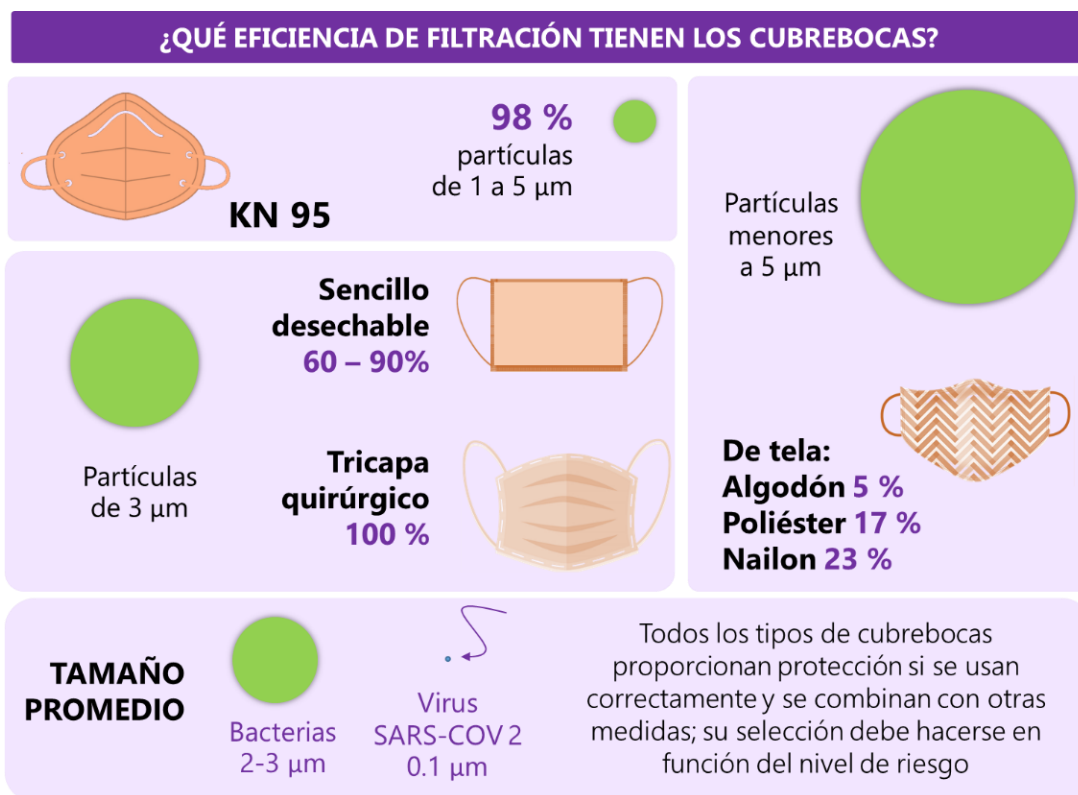 ¿QUÉ EFICIENCIA DE FILTRACIÓN TIENEN LOS CUBREBOCAS?
98 %
partículas
de 1 a 5 µm
KN 95
Partículas
menores
a 5 µm
Sencillo
desechable
60 – 90%
Partículas
de 3 µm
Tricapa
quirúrgico
100 %
De tela:
Algodón 5 %
Poliéster 17 %
Nailon 23 %
TAMAÑO
PROMEDIO
Bacterias
2-3 µm
Virus
SARS-COV 2
0.1 µm
Todos los tipos de cubrebocas
proporcionan protección si se usan
correctamente y se combinan con otras
medidas; su selección debe hacerse en
función del nivel de riesgo